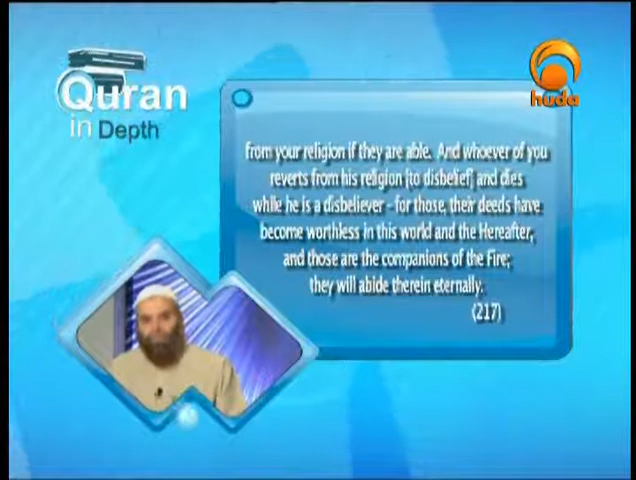 huda
Quran
in Depth
from your religion if they are able. And whoever of you
reverts from his religion [to disbelief] and dies
while he is a disbeliever - for those, their deeds have
become worthless in this world and the Hereafter,
and those are the companions of the Fire;
they will abide therein eternally.
(217)